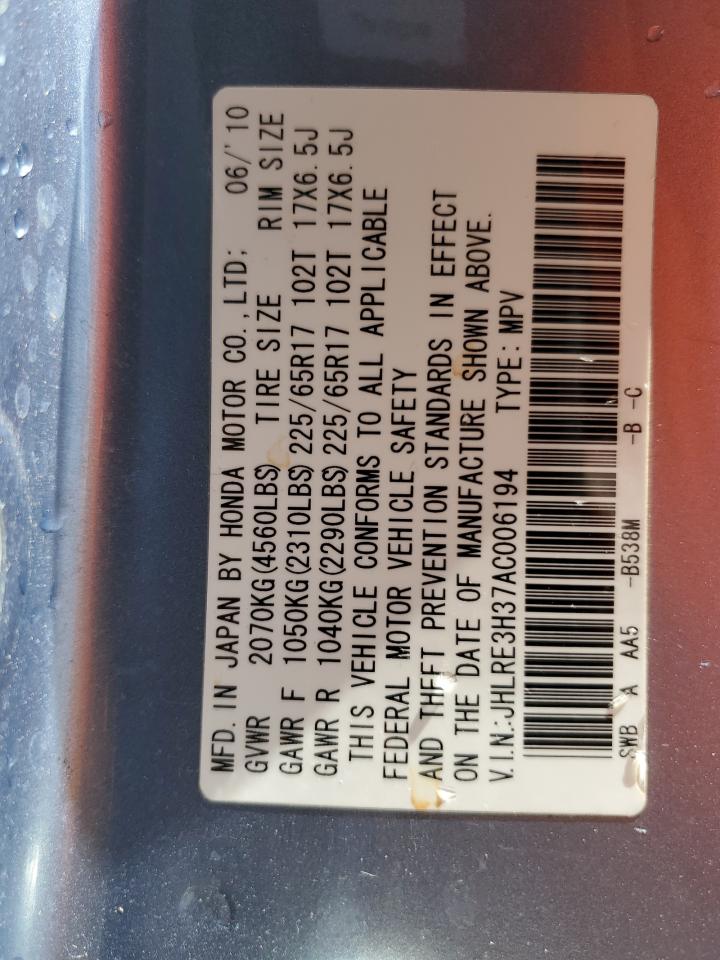 MFD. IN JAPAN BY HONDA MOTOR CO.,LTD; 06/'10
GVWR 2070KG(4560LBS) TIRE SIZE RIM SIZE
GAWR F 1050KG(2310LBS) 225/65R17 102T 17X6.5J
GAWR R 1040KG(2290LBS) 225/65R17 102T 17X6.5J
THIS VEHICLE CONFORMS TO ALL APPLICABLE
FEDERAL MOTOR VEHICLE SAFETY
AND THEFT PREVENTION STANDARDS IN EFFECT
ON THE DATE OF MANUFACTURE SHOWN ABOVE.
V.I.N.:JHLRE3H37AC006194 TYPE: MPV
SWB A AA5 -B538M -B -C